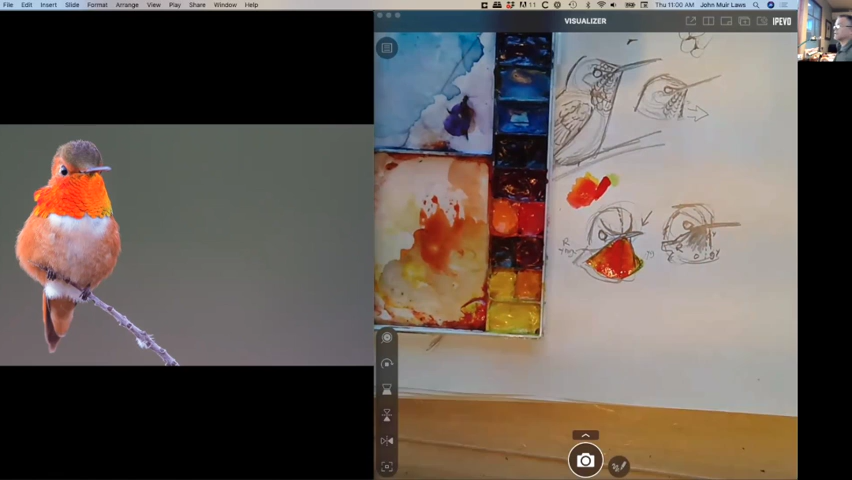 File Edit Insert Slide Format Arrange View Play Share Window Help
11
Thu 11:00 AM John Muir Laws
VISUALIZER
IPEVO
R
R